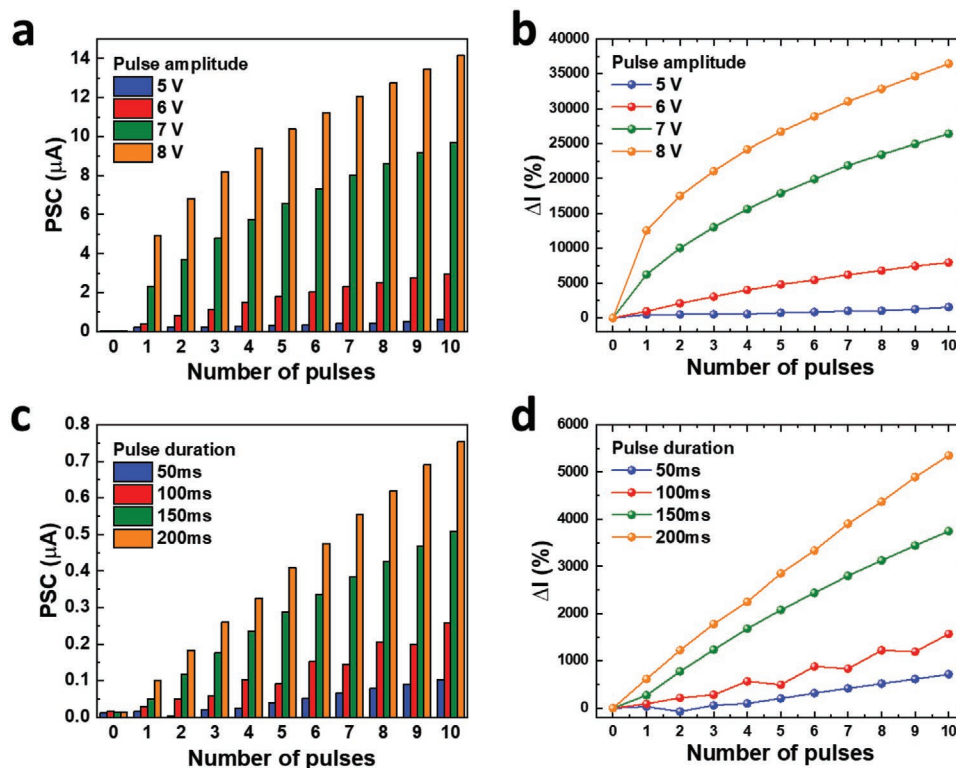 a
PSC (μA)
14
12
10
8
6
4
2
0
Pulse amplitude
5 V
6 V
7 V
8 V
0 1 2 3 4 5 6 7 8 9 10
Number of pulses
b
ΔI (%)
40000
35000
30000
25000
20000
15000
10000
5000
0
Pulse amplitude
5 V
6 V
7 V
8 V
0 1 2 3 4 5 6 7 8 9 10
Number of pulses
c
PSC (μA)
0.8
0.7
0.6
0.5
0.4
0.3
0.2
0.1
0.0
Pulse duration
50ms
100ms
150ms
200ms
0 1 2 3 4 5 6 7 8 9 10
Number of pulses
d
ΔI (%)
6000
5000
4000
3000
2000
1000
0
Pulse duration
50ms
100ms
150ms
200ms
0 1 2 3 4 5 6 7 8 9 10
Number of pulses